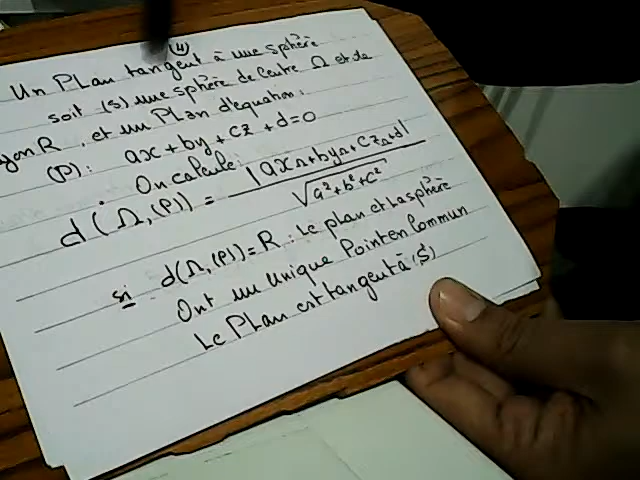 (4)
Un Plan tangent à une sphère
soit (S) une sphère de Centre Ω et de
yon R, et un Plan d'equation:
(P): ax+by+cz+d=0
On calcule:
d(Ω,(P)) = |axΩ+byΩ+czΩ+d| / √a²+b²+c²
si d(Ω,(P))=R: Le plan et la sphère
Ont un unique Point en Commun
Le Plan est tangent à (S)